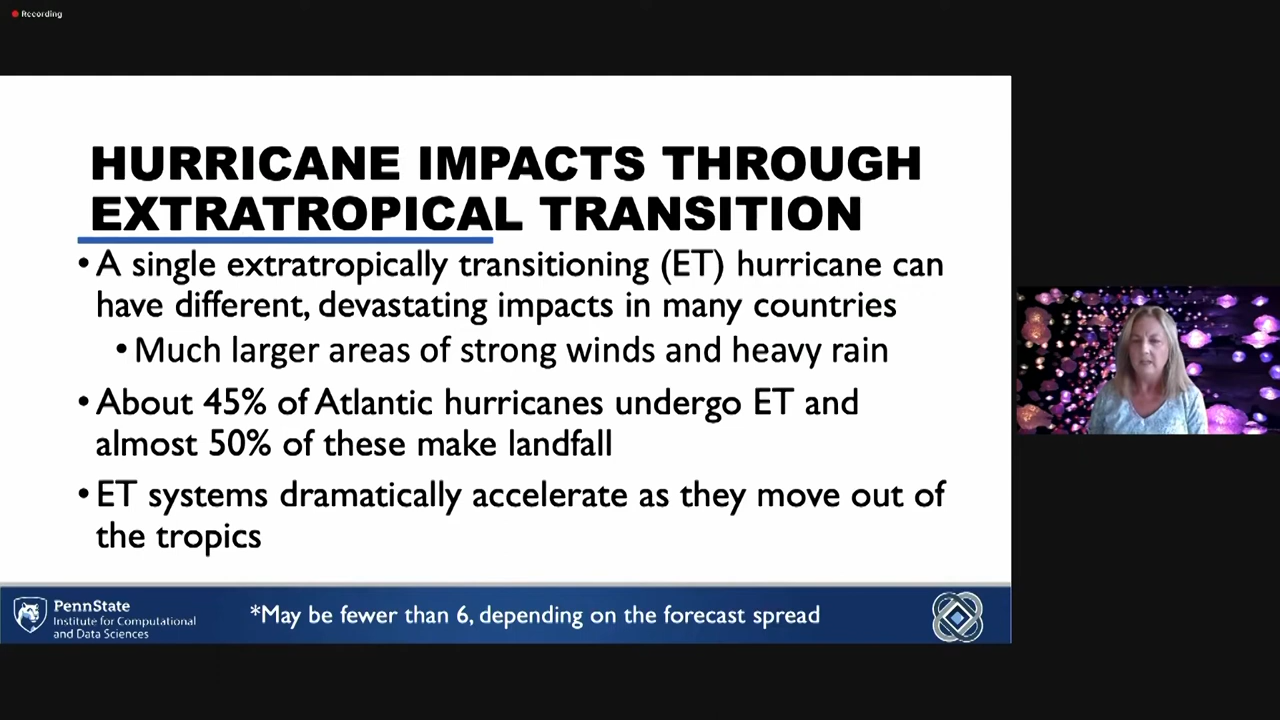 Recording
HURRICANE IMPACTS THROUGH
EXTRATROPICAL TRANSITION
• A single extratropically transitioning (ET) hurricane can
have different, devastating impacts in many countries
• Much larger areas of strong winds and heavy rain
• About 45% of Atlantic hurricanes undergo ET and
almost 50% of these make landfall
• ET systems dramatically accelerate as they move out of
the tropics
PennState
Institute for Computational
and Data Sciences
*May be fewer than 6, depending on the forecast spread